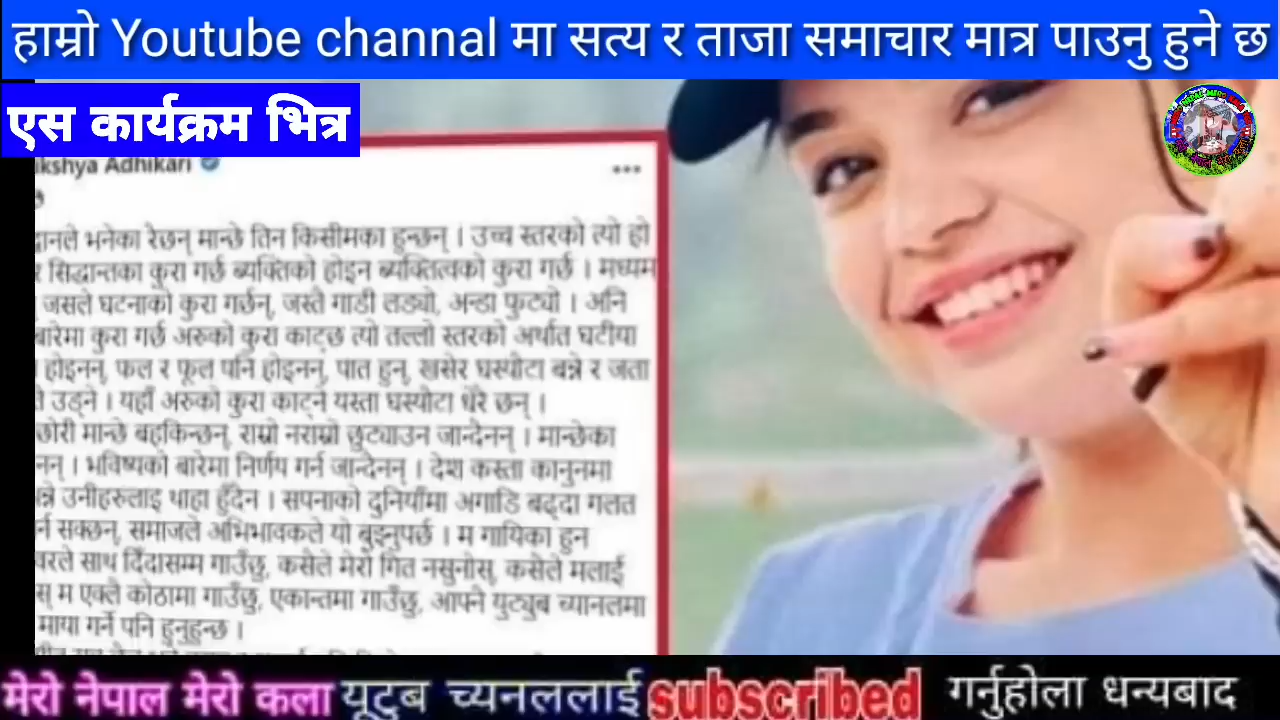 हाम्रो Youtube channal मा सत्य र ताजा समाचार मात्र पाउनु हुने छ
एस कार्यक्रम भित्र
akshya Adhikari
द्वानले भनेका रेछन् मान्छे तिन किसीमका हुन्छन् । उच्च स्तरको त्यो हो
र सिद्धान्तका कुरा गर्छ ब्यक्तिको होइन ब्यक्तित्वको कुरा गर्छ । मध्यम
जसले घटनाको कुरा गर्छन्, जस्तै गाडी लड्यो, अन्डा फुट्यो । अनि
बारेमा कुरा गर्छ अरुको कुरा काट्छ त्यो तल्लो स्तरको अर्थात घटीया
होइनन्, फल र फूल पनि होइनन्, पात हुन्, खसेर घस्यौटा बन्ने र जता
ते उड्ने । यहाँ अरुको कुरा काट्ने यस्ता घस्यौटा धेरै छन् ।
छोरी मान्छे बहकिन्छन्, राम्रो नराम्रो छुट्याउन जान्दैनन् । मान्छेका
नन् । भविष्यको बारेमा निर्णय गर्न जान्दैनन् । देश कस्ता कानुनमा
न्ने उनीहरुलाइ थाहा हुँदैन । सपनाको दुनियाँमा अगाडि बढ्दा गलत
र्न सक्छन्, समाजले अभिभावकले यो बुझ्नुपर्छ । म गायिका हुन
वरले साथ दिँदासम्म गाउँछु, कसैले मेरो गित नसुनोस्, कसैले मलाई
स् म एक्लै कोठामा गाउँछु, एकान्तमा गाउँछु, आफ्नै युट्युब च्यानलमा
माया गर्ने पनि हुनुहुन्छ ।
मेरो नेपाल मेरो कला यूटुब च्यनललाई subscribed गर्नुहोला धन्यबाद